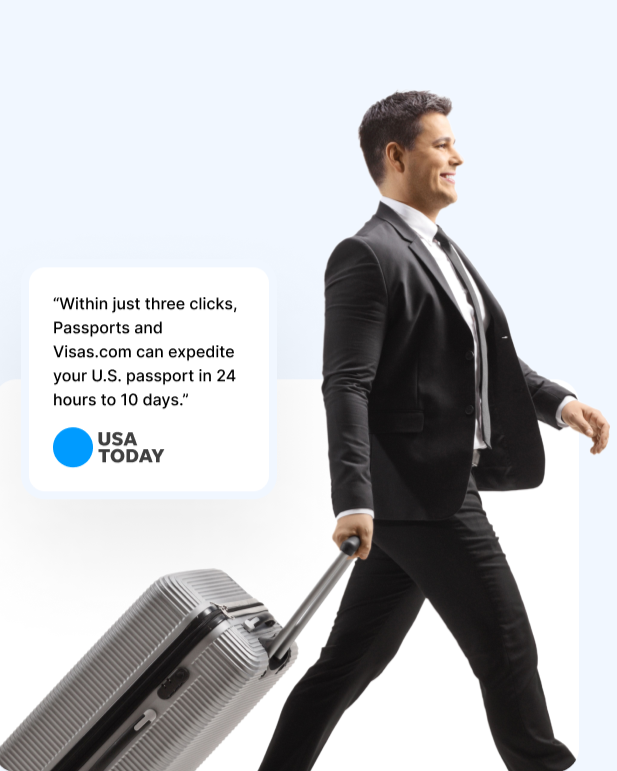 “Within just three clicks,
Passports and
Visas.com can expedite
your U.S. passport in 24
hours to 10 days.”
USA
TODAY